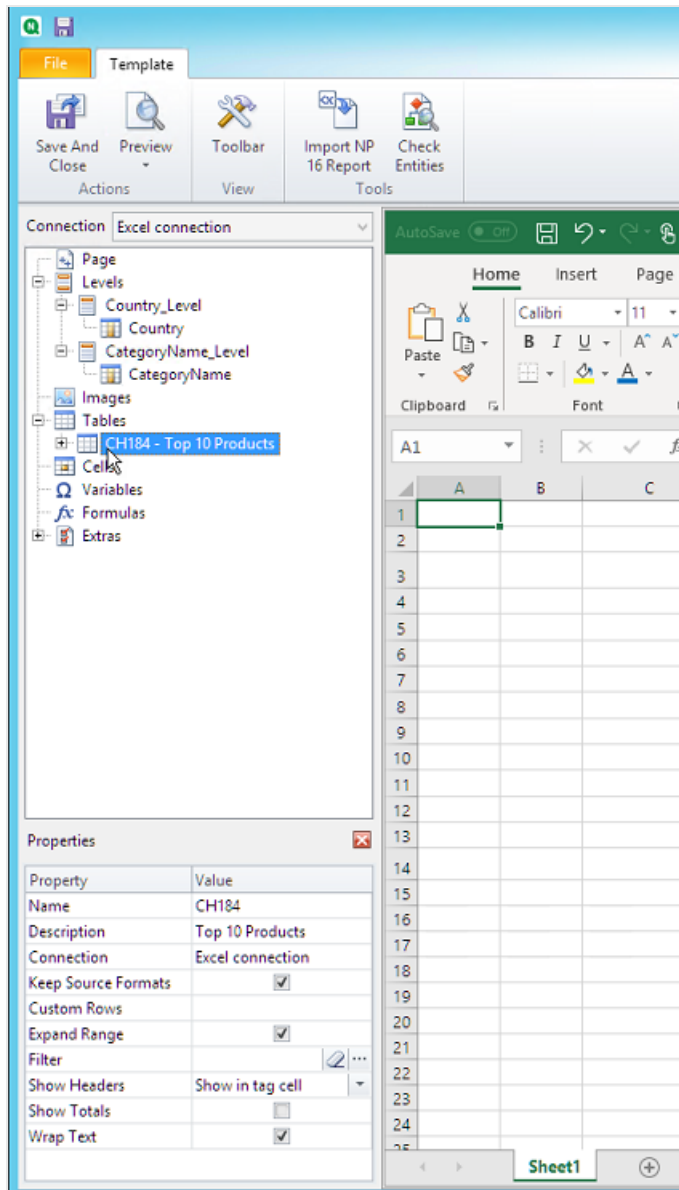 File Template
Save And Close Preview Toolbar Import NP 16 Report Check Entities
Actions View Tools
Connection Excel connection
Page
Levels
Country_Level
Country
CategoryName_Level
CategoryName
Images
Tables
CH184 - Top 10 Products
Cells
Variables
Formulas
Extras
Properties
Property Value
Name CH184
Description Top 10 Products
Connection Excel connection
Keep Source Formats
Custom Rows
Expand Range
Filter
Show Headers Show in tag cell
Show Totals
Wrap Text
AutoSave Off
Home Insert Page
Paste
Calibri 11
B I U A A
Clipboard Font
A1
A B C
1
2
3
4
5
6
7
8
9
10
11
12
13
14
15
16
17
18
19
20
21
22
23
24
25
Sheet1